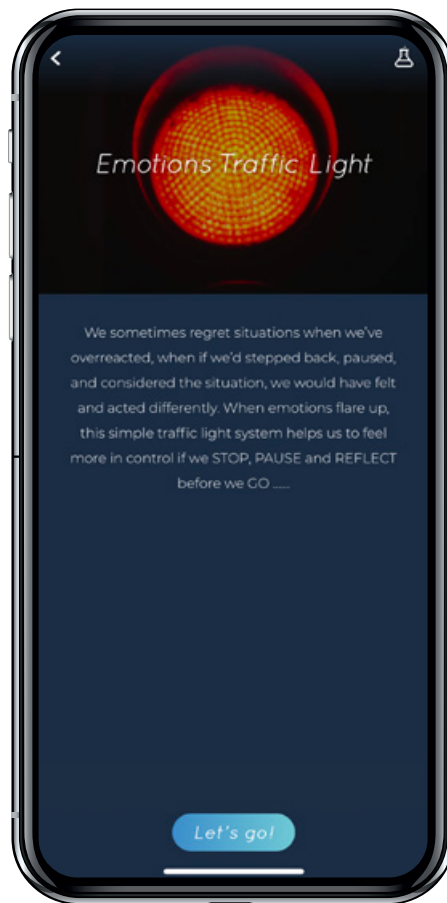 Emotions Traffic Light
We sometimes regret situations when we've
overreacted, when if we'd stepped back, paused,
and considered the situation, we would have felt
and acted differently. When emotions flare up,
this simple traffic light system helps us to feel
more in control if we STOP, PAUSE and REFLECT
before we GO ......
Let's go!